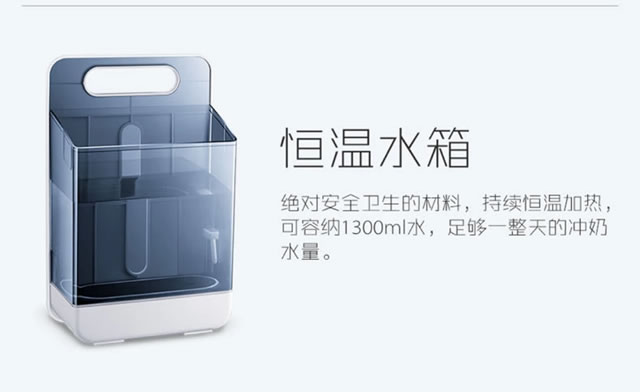 恒温水箱
绝对安全卫生的材料，持续恒温加热，
可容纳1300ml水，足够一整天的冲奶
水量。